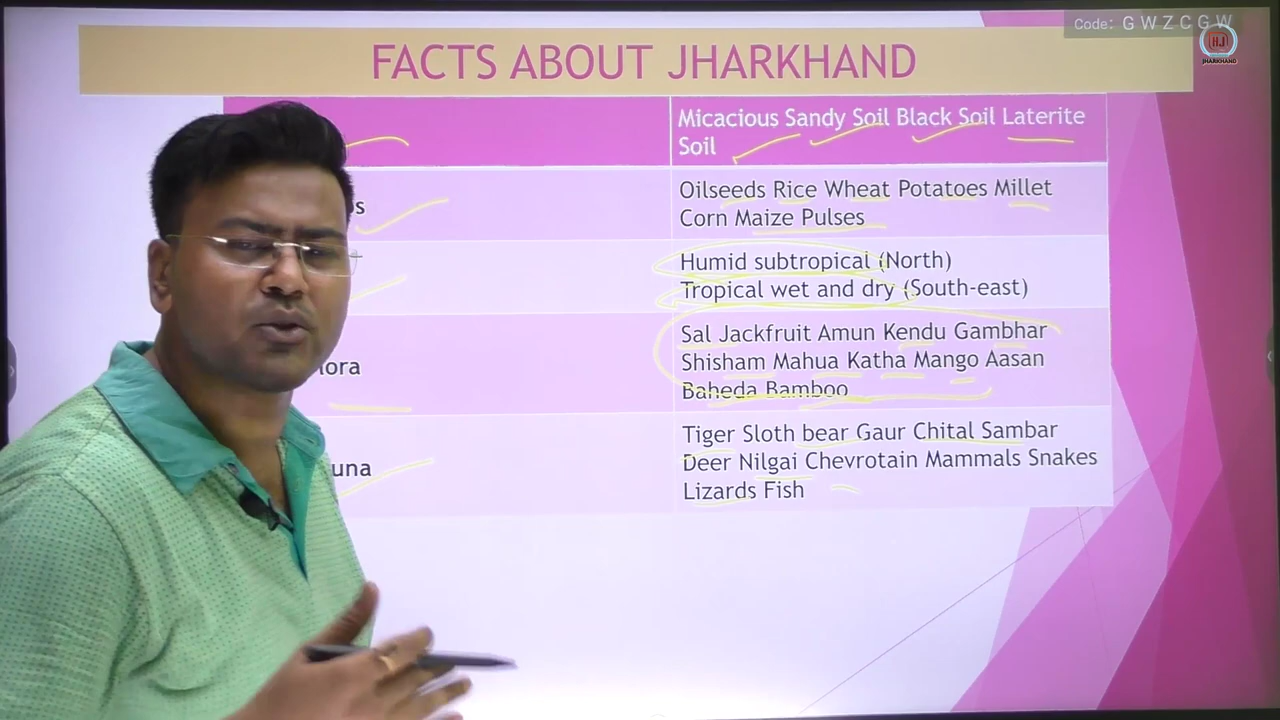 Code: G W Z C G W
FACTS ABOUT JHARKHAND
JHARKHAND
Micacious Sandy Soil Black Soil Laterite
Soil
Oilseeds Rice Wheat Potatoes Millet
Corn Maize Pulses
Humid subtropical (North)
Tropical wet and dry (South-east)
Sal Jackfruit Amun Kendu Gambhar
Shisham Mahua Katha Mango Aasan
Baheda Bamboo
Tiger Sloth bear Gaur Chital Sambar
Deer Nilgai Chevrotain Mammals Snakes
Lizards Fish